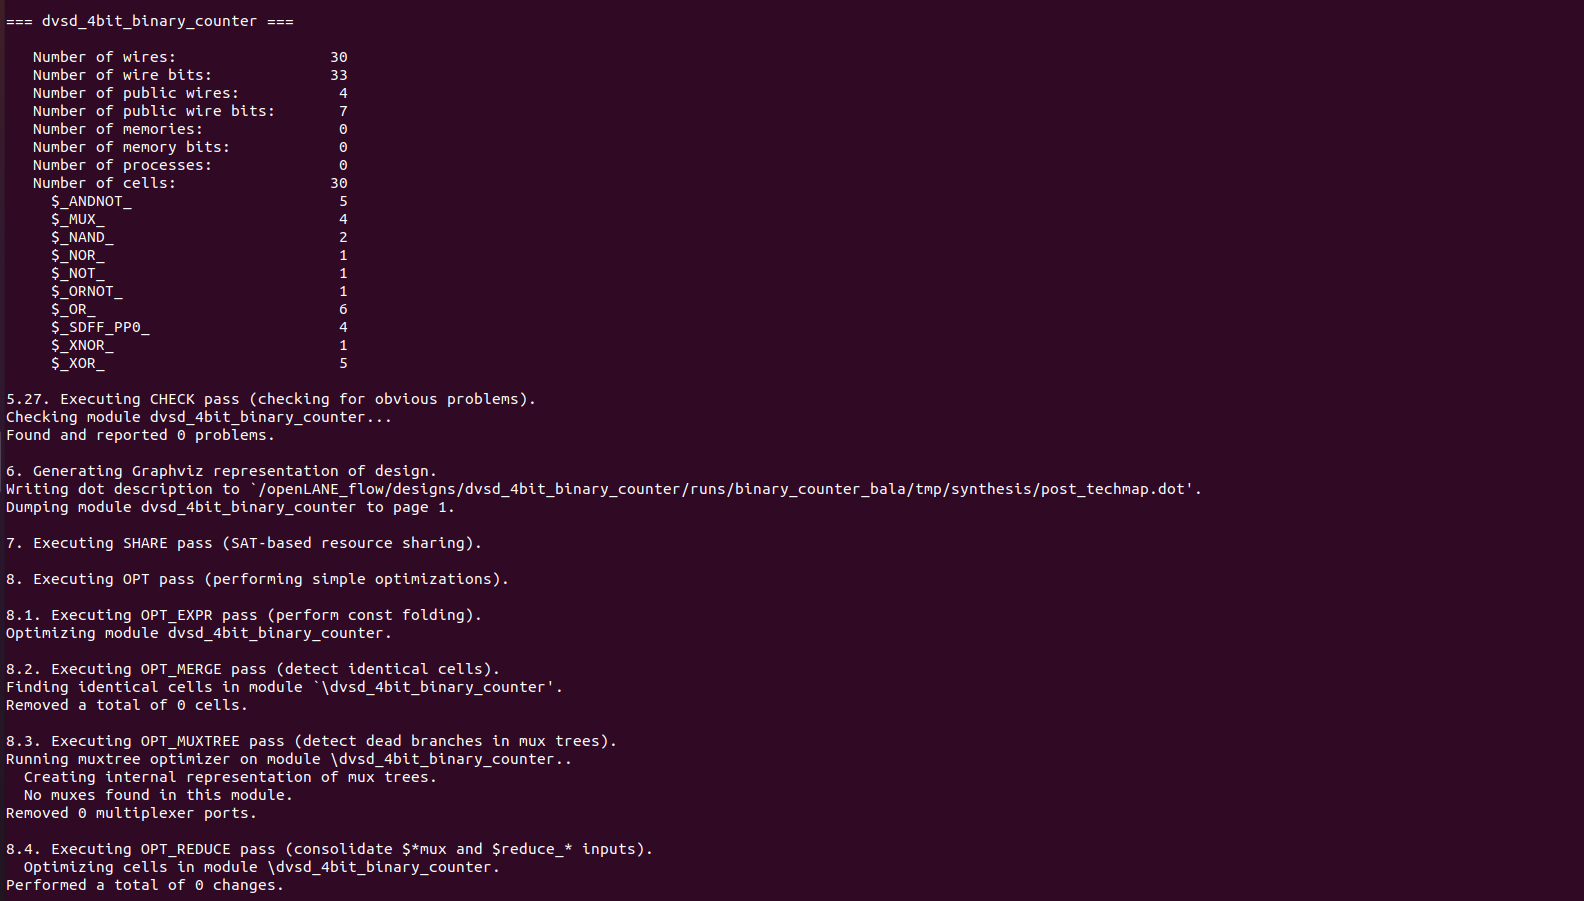 === dvsd_4bit_binary_counter ===
Number of wires: 30
Number of wire bits: 33
Number of public wires: 4
Number of public wire bits: 7
Number of memories: 0
Number of memory bits: 0
Number of processes: 0
Number of cells: 30
$_ANDNOT_ 5
$_MUX_ 4
$_NAND_ 2
$_NOR_ 1
$_NOT_ 1
$_ORNOT_ 1
$_OR_ 6
$_SDFF_PP0_ 4
$_XNOR_ 1
$_XOR_ 5
5.27. Executing CHECK pass (checking for obvious problems).
Checking module dvsd_4bit_binary_counter...
Found and reported 0 problems.
6. Generating Graphviz representation of design.
Writing dot description to `/openLANE_flow/designs/dvsd_4bit_binary_counter/runs/binary_counter_bala/tmp/synthesis/post_techmap.dot'.
Dumping module dvsd_4bit_binary_counter to page 1.
7. Executing SHARE pass (SAT-based resource sharing).
8. Executing OPT pass (performing simple optimizations).
8.1. Executing OPT_EXPR pass (perform const folding).
Optimizing module dvsd_4bit_binary_counter.
8.2. Executing OPT_MERGE pass (detect identical cells).
Finding identical cells in module `\dvsd_4bit_binary_counter'.
Removed a total of 0 cells.
8.3. Executing OPT_MUXTREE pass (detect dead branches in mux trees).
Running muxtree optimizer on module \dvsd_4bit_binary_counter..
Creating internal representation of mux trees.
No muxes found in this module.
Removed 0 multiplexer ports.
8.4. Executing OPT_REDUCE pass (consolidate $*mux and $reduce_* inputs).
Optimizing cells in module \dvsd_4bit_binary_counter.
Performed a total of 0 changes.